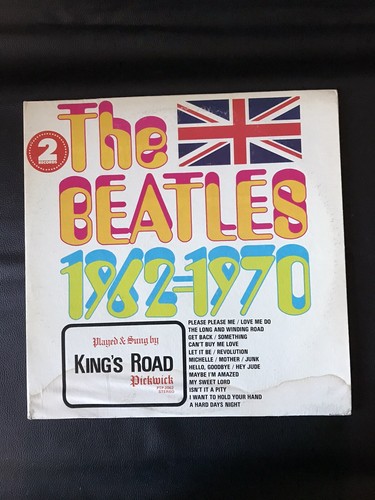 2
RECORDS
The
BEATLES
1962-1970
Played & Sung by
KING'S ROAD
Pickwick
STEREO
PLEASE PLEASE ME / LOVE ME DO
THE LONG AND WINDING ROAD
GET BACK / SOMETHING
CAN'T BUY ME LOVE
LET IT BE / REVOLUTION
MICHELLE / MOTHER / JUNK
HELLO, GOODBYE / HEY JUDE
MAYBE I'M AMAZED
MY SWEET LORD
ISN'T IT A PITY
I WANT TO HOLD YOUR HAND
A HARD DAYS NIGHT